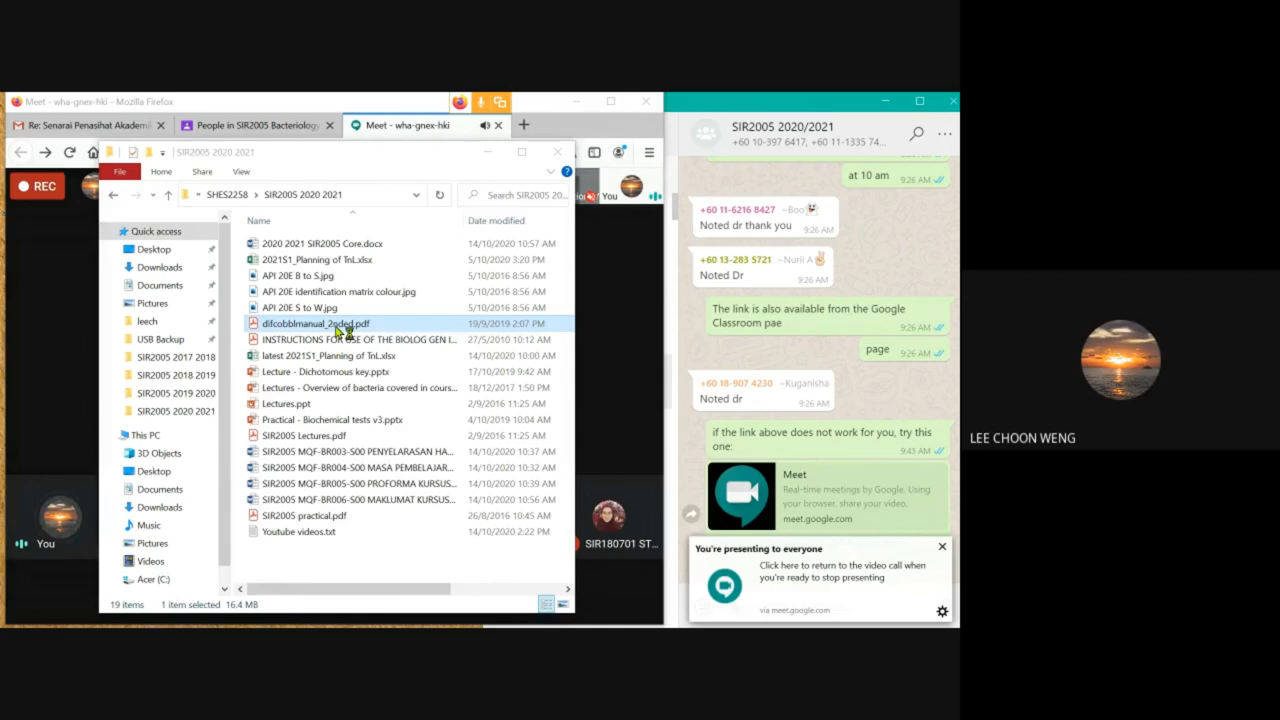 Meet - wha-gnex-hki - Mozilla Firefox
Re: Senarai Penasihat Akademi
People in SIR2005 Bacteriology
Meet - wha-gnex-hki
SIR2005 2020 2021
File
Home
Share
View
REC
You
SHES2258
SIR2005 2020 2021
Search SIR2005 20...
Name
Date modified
Quick access
Desktop
Downloads
Documents
Pictures
leech
USB Backup
SIR2005 2017 2018
SIR2005 2018 2019
SIR2005 2019 2020
SIR2005 2020 2021
This PC
3D Objects
Desktop
Documents
Downloads
Music
Pictures
Videos
Acer (C:)
2020 2021 SIR2005 Core.docx 14/10/2020 10:57 AM
2021S1_Planning of TnL.xlsx 5/10/2020 3:20 PM
API 20E B to S.jpg 5/10/2016 8:56 AM
API 20E identification matrix colour.jpg 5/10/2016 8:56 AM
API 20E S to W.jpg 5/10/2016 8:56 AM
difcobblmanual_2nded.pdf 19/9/2019 2:07 PM
INSTRUCTIONS FOR USE OF THE BIOLOG GEN I... 27/5/2010 10:12 AM
latest 2021S1_Planning of TnL.xlsx 14/10/2020 10:00 AM
Lecture - Dichotomous key.pptx 17/10/2019 9:42 AM
Lectures - Overview of bacteria covered in cours... 18/12/2017 1:50 PM
Lectures.ppt 2/9/2016 11:25 AM
Practical - Biochemical tests v3.pptx 4/10/2019 10:04 AM
SIR2005 Lectures.pdf 2/9/2016 11:25 AM
SIR2005 MQF-BR003-S00 PENYELARASAN HA... 14/10/2020 10:37 AM
SIR2005 MQF-BR004-S00 MASA PEMBELAJAR... 14/10/2020 10:32 AM
SIR2005 MQF-BR005-S00 PROFORMA KURSUS... 14/10/2020 10:39 AM
SIR2005 MQF-BR006-S00 MAKLUMAT KURSUS... 14/10/2020 10:56 AM
SIR2005 practical.pdf 26/8/2016 10:45 AM
Youtube videos.txt 14/10/2020 2:22 PM
19 items 1 item selected 16.4 MB
You
SIR180701 ST...
SIR2005 2020/2021
+60 10-397 6417, +60 11-1335 74...
at 10 am 9:26 AM
+60 11-6216 8427 ~Boo👻
Noted dr thank you 9:26 AM
+60 13-283 5721 ~Nurii A✌
Noted Dr 9:26 AM
The link is also available from the Google
Classroom pae 9:26 AM
page 9:26 AM
+60 18-907 4230 ~Kuganisha
Noted dr 9:26 AM
if the link above does not work for you, try this
one: 9:43 AM
Meet
Real-time meetings by Google. Using
your browser, share your video,
meet.google.com
You're presenting to everyone
Click here to return to the video call when
you're ready to stop presenting
via meet.google.com
LEE CHOON WENG